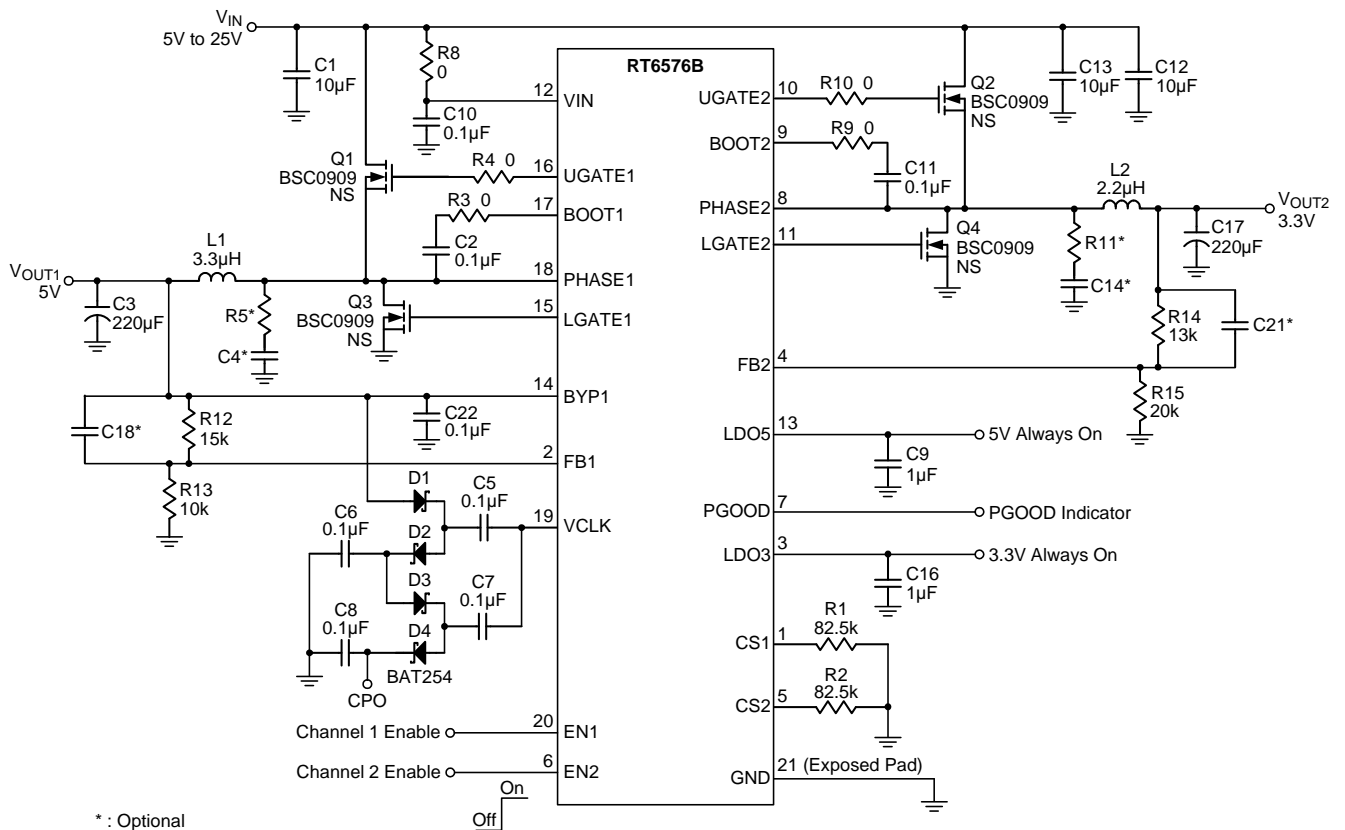 VIN
5V to 25V
C1
10µF
R8
0
12
VIN
C10
0.1µF
RT6576B
UGATE2
10
R10 0
Q2
BSC0909
NS
C13
10µF
C12
10µF
BOOT2
9
R9 0
C11
0.1µF
Q1
BSC0909
NS
R4 0
16
UGATE1
R3 0
17
BOOT1
C2
0.1µF
PHASE2
8
L2
2.2µH
VOUT2
3.3V
LGATE2
11
Q4
BSC0909
NS
R11*
C14*
C17
220µF
VOUT1
5V
L1
3.3µH
18
PHASE1
C3
220µF
R5*
C4*
Q3
BSC0909
NS
15
LGATE1
R14
13k
C21*
FB2
4
R15
20k
14
BYP1
C18*
R12
15k
C22
0.1µF
2
FB1
R13
10k
LDO5
13
5V Always On
C9
1µF
D1
C5
0.1µF
19
VCLK
C6
0.1µF
D2
D3
C7
0.1µF
C8
0.1µF
D4
BAT254
CPO
PGOOD
7
PGOOD Indicator
LDO3
3
3.3V Always On
C16
1µF
CS1
1
R1
82.5k
CS2
5
R2
82.5k
Channel 1 Enable
20
EN1
Channel 2 Enable
6
EN2
GND
21 (Exposed Pad)
On
Off
* : Optional